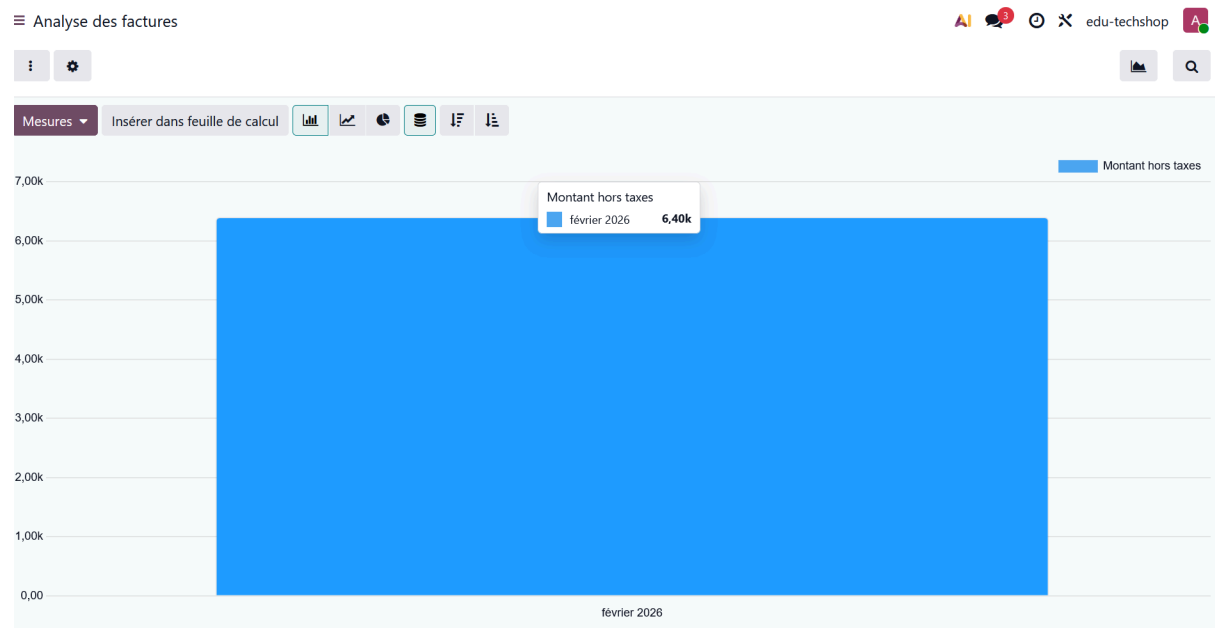 Analyse des factures
AI
3
edu-techshop
A
Mesures
Insérer dans feuille de calcul
Montant hors taxes
7,00k
Montant hors taxes
février 2026 6,40k
6,00k
5,00k
4,00k
3,00k
2,00k
1,00k
0,00
février 2026